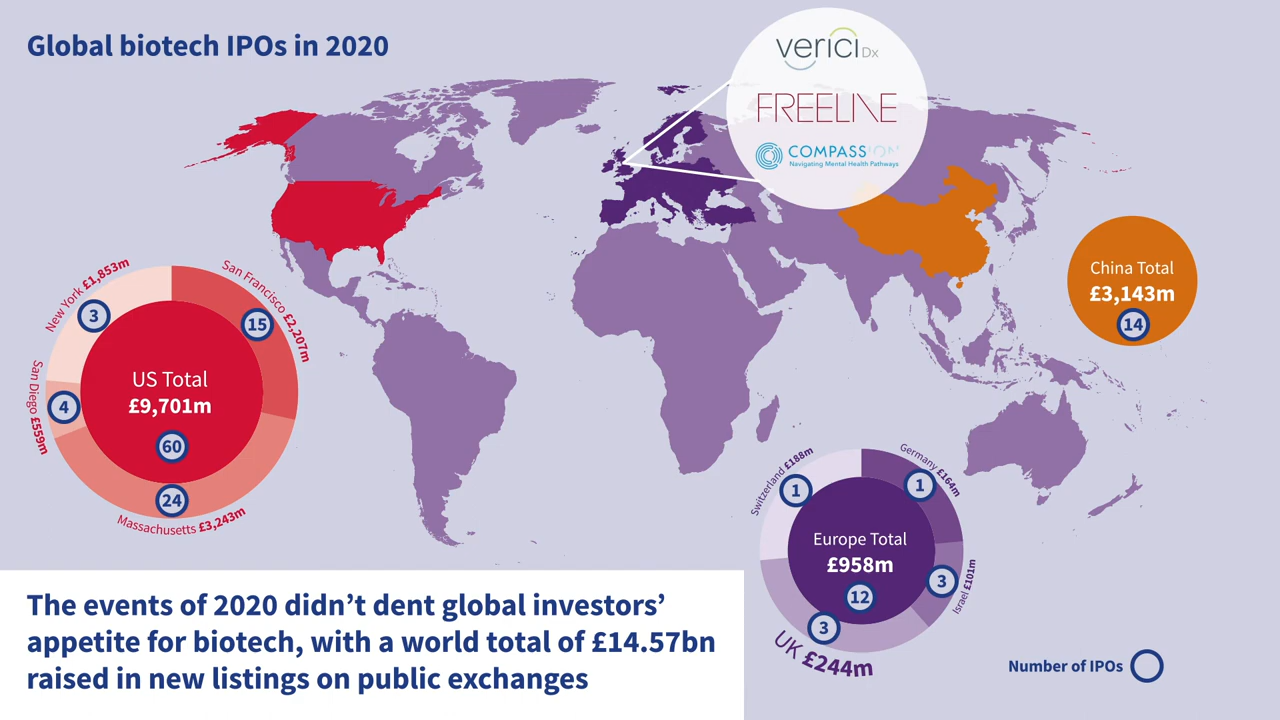 Global biotech IPOs in 2020
verici Dx
FREELINE
COMPASSION
Navigating Mental Health Pathways
New York £1,853m
3
San Francisco £2,207m
15
San Diego £559m
4
US Total
£9,701m
60
24
Massachusetts £3,243m
China Total
£3,143m
14
Switzerland £188m
1
Germany £164m
1
Europe Total
£958m
12
3
Israel £101m
3
UK £244m
The events of 2020 didn’t dent global investors’
appetite for biotech, with a world total of £14.57bn
raised in new listings on public exchanges
Number of IPOs